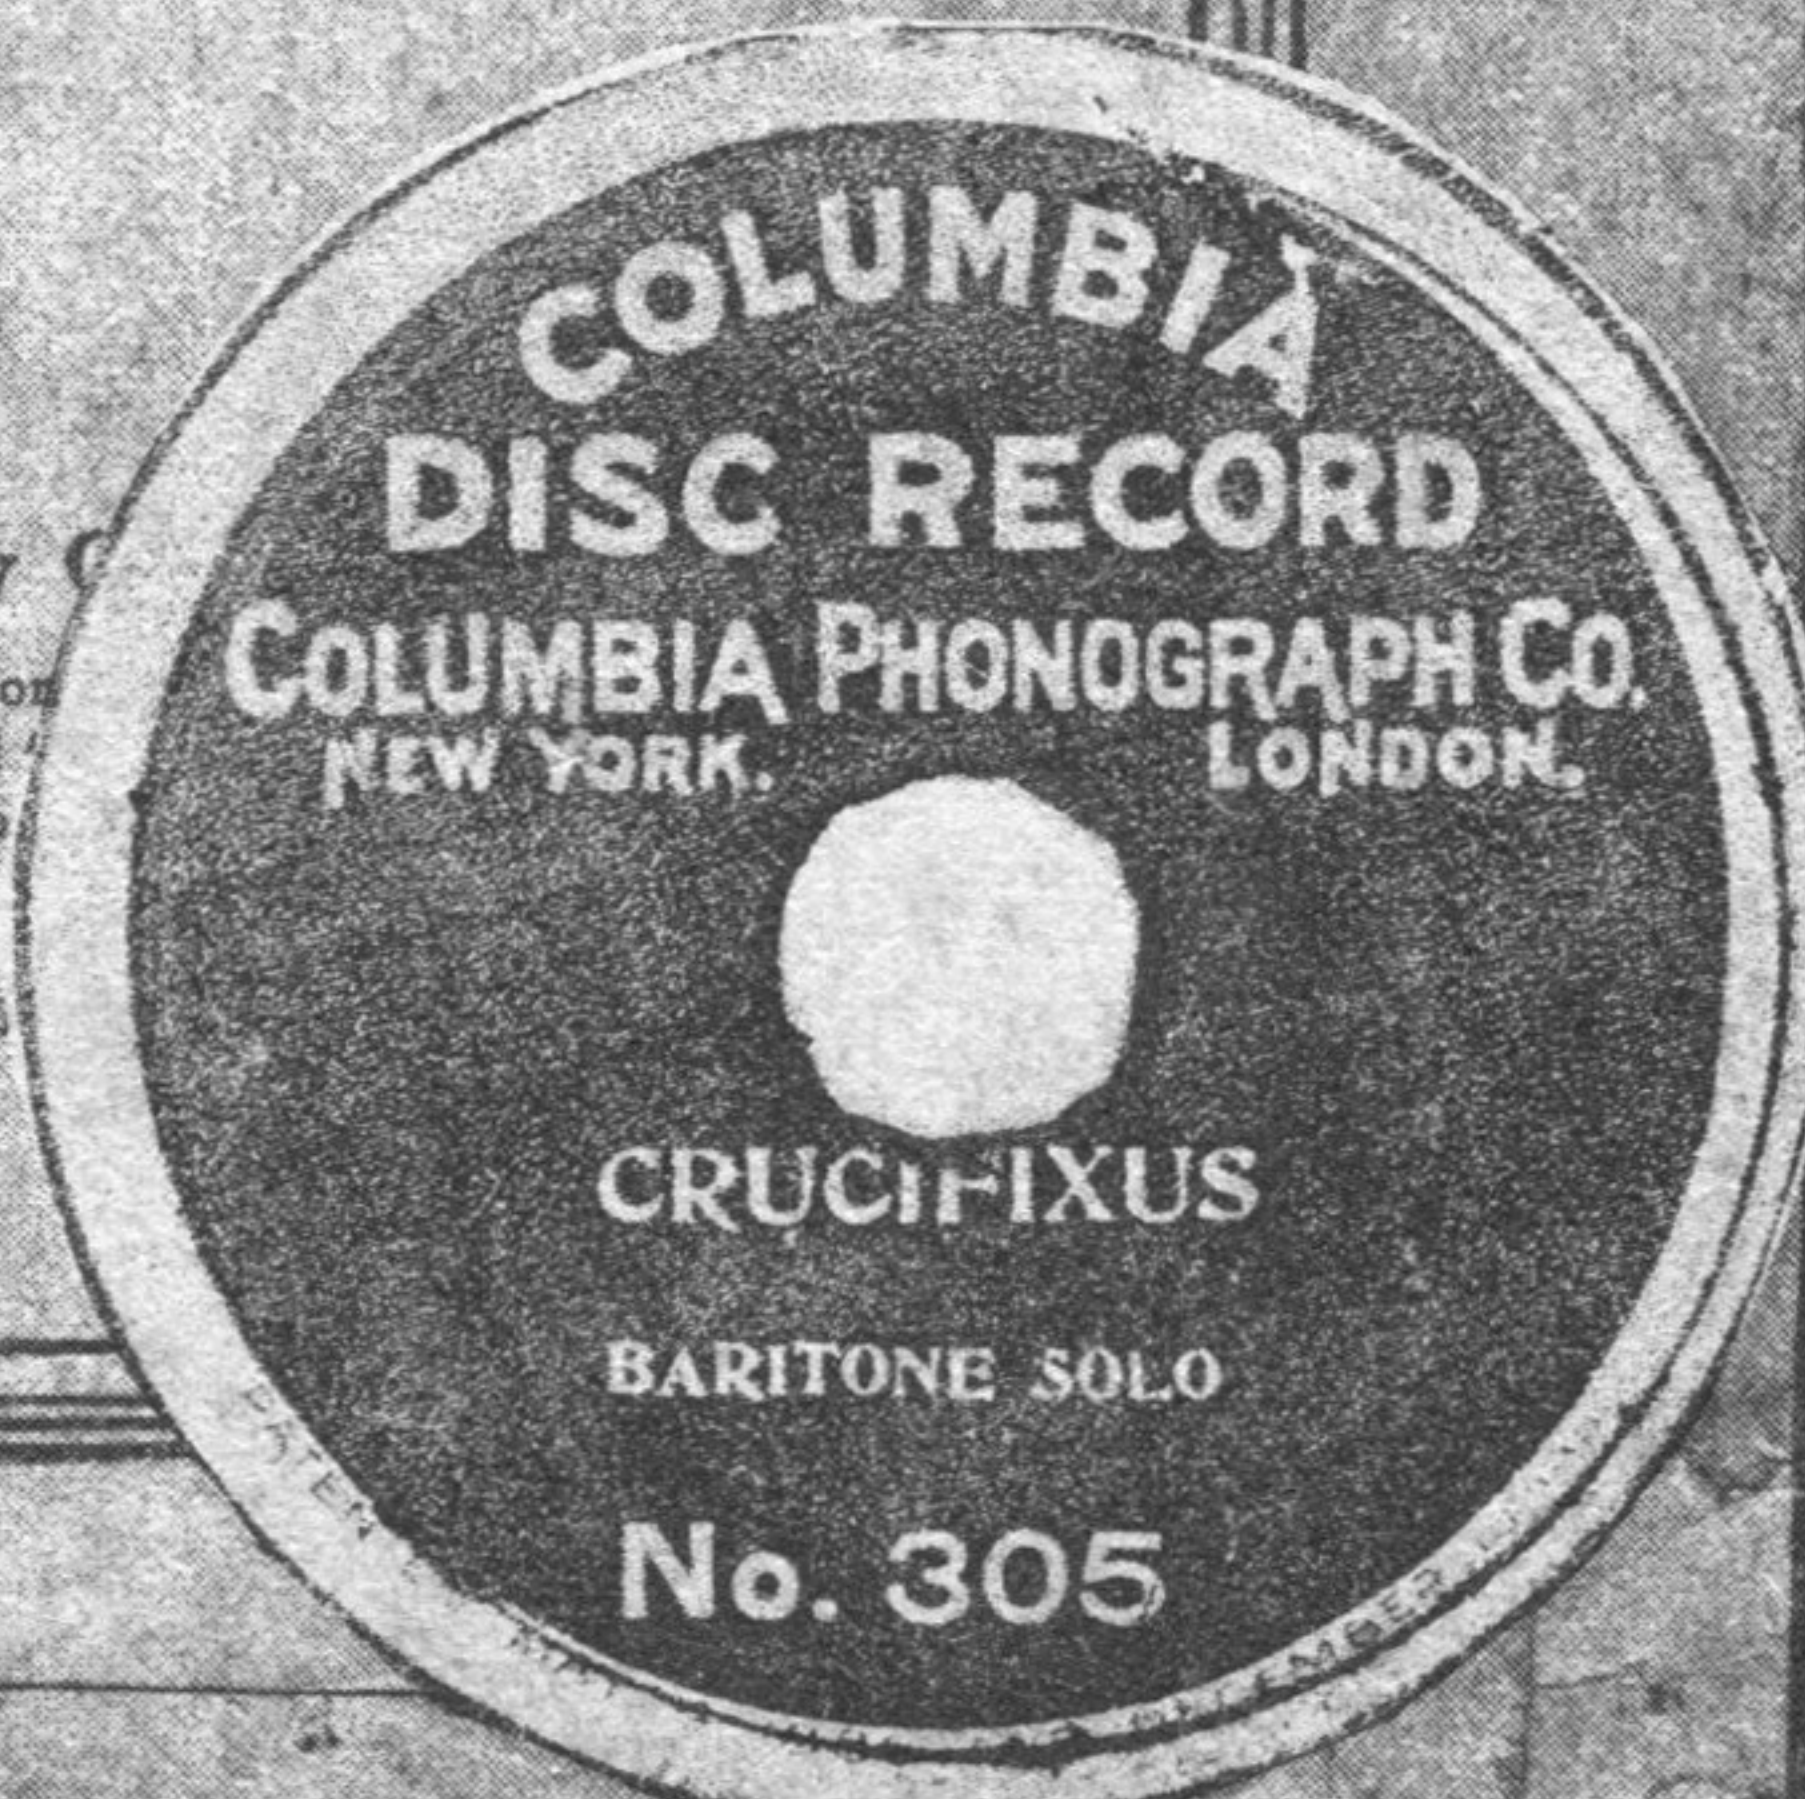 COLUMBIA
DISC RECORD
COLUMBIA PHONOGRAPH CO.
NEW YORK. LONDON.
CRUCIFIXUS
BARITONE SOLO
No. 305